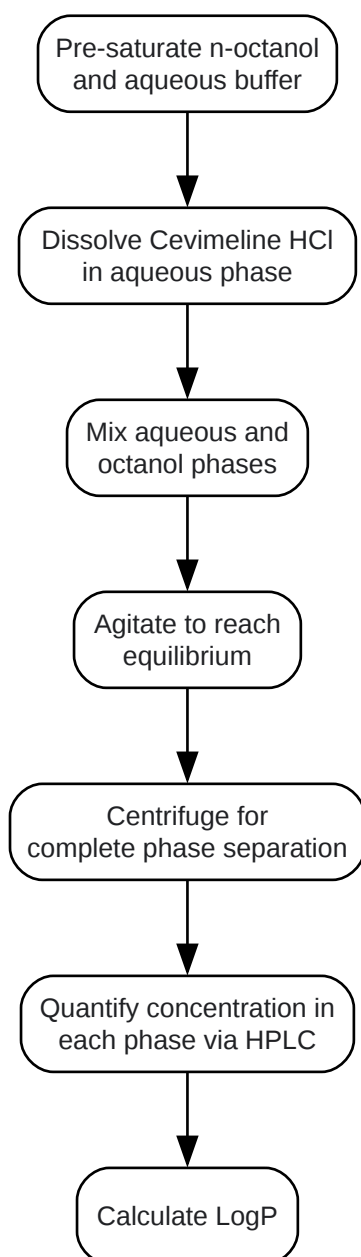 Pre-saturate n-octanol
and aqueous buffer
Dissolve Cevimeline HCl
in aqueous phase
Mix aqueous and
octanol phases
Agitate to reach
equilibrium
Centrifuge for
complete phase separation
Quantify concentration in
each phase via HPLC
Calculate LogP